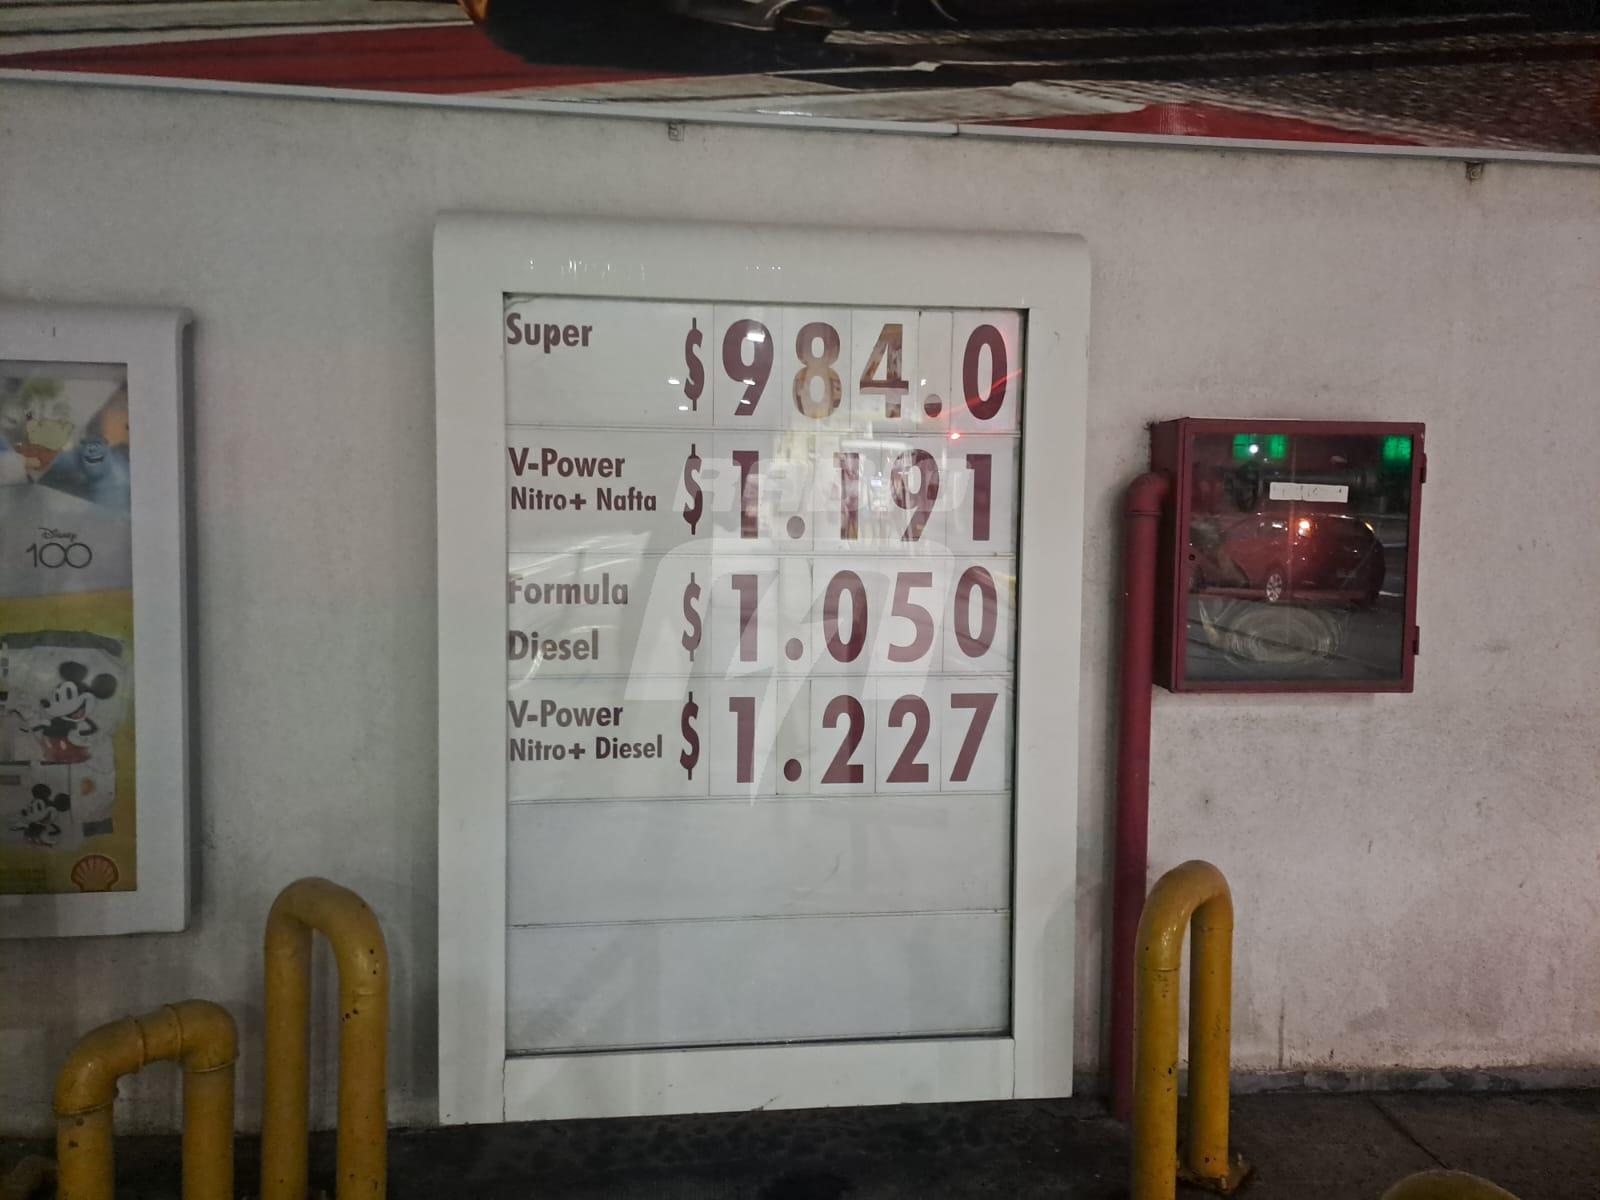 Super $984.0
V-Power
Nitro+ Nafta $1.191
Formula
Diesel $1.050
V-Power
Nitro+ Diesel $1.227
Disney
100